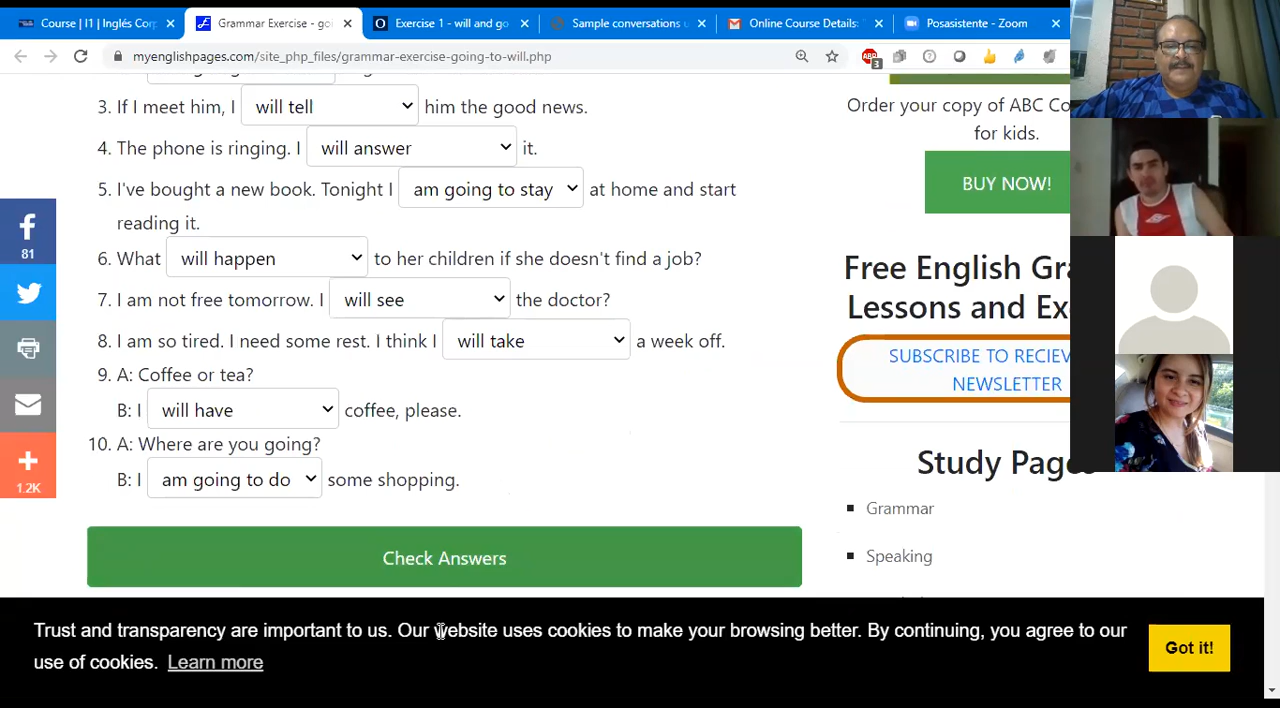 Course | I1 | Inglés Corp
Grammar Exercise - goi
Exercise 1 - will and go
Sample conversations u
Online Course Details:
Posasistente - Zoom
myenglishpages.com/site_php_files/grammar-exercise-going-to-will.php
3
3. If I meet him, I will tell him the good news.
4. The phone is ringing. I will answer it.
5. I've bought a new book. Tonight I am going to stay at home and start
reading it.
6. What will happen to her children if she doesn't find a job?
7. I am not free tomorrow. I will see the doctor?
8. I am so tired. I need some rest. I think I will take a week off.
9. A: Coffee or tea?
B: I will have coffee, please.
10. A: Where are you going?
B: I am going to do some shopping.
Check Answers
81
1.2K
Order your copy of ABC Co
for kids.
BUY NOW!
Free English Gra
Lessons and Ex
SUBSCRIBE TO RECIEV
NEWSLETTER
Study Pages
Grammar
Speaking
Trust and transparency are important to us. Our website uses cookies to make your browsing better. By continuing, you agree to our
use of cookies. Learn more
Got it!